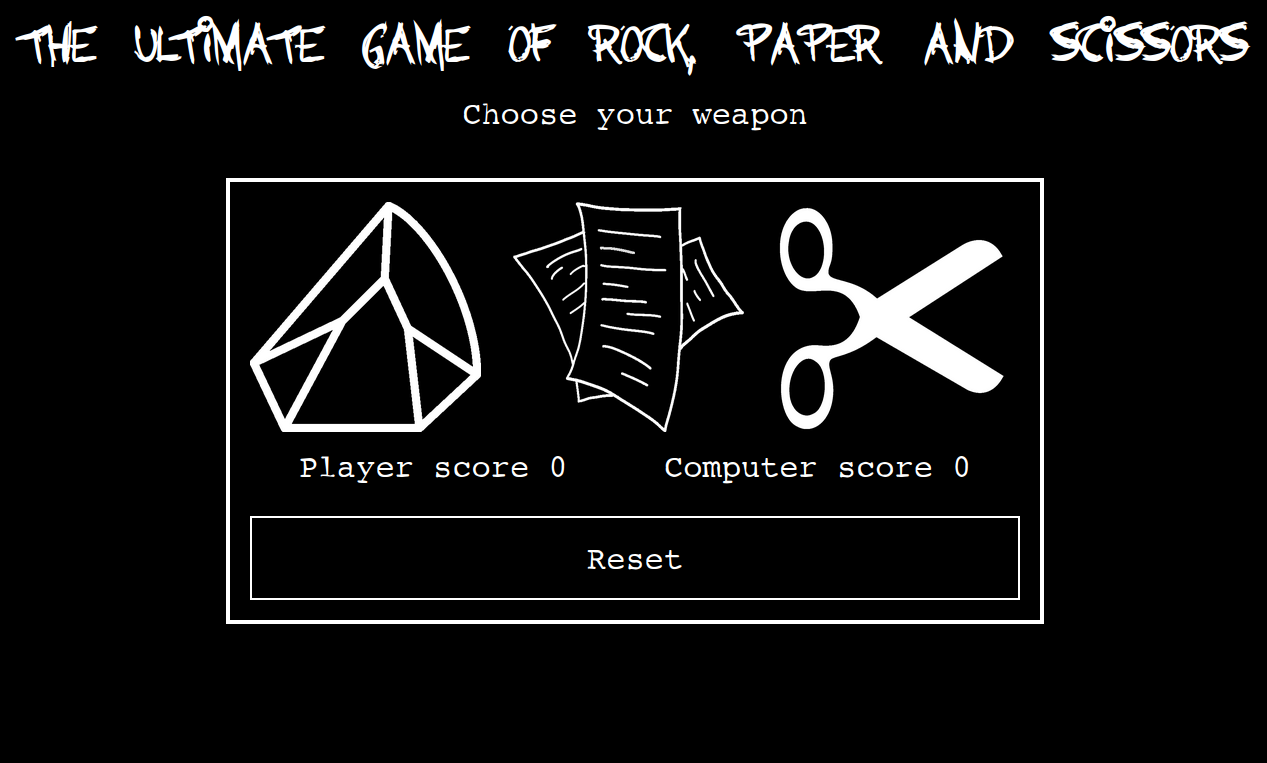 THE ULTiMATE GAME OF ROCK, PAPER AND SCiSSORS
Choose your weapon
Player score 0 Computer score 0
Reset